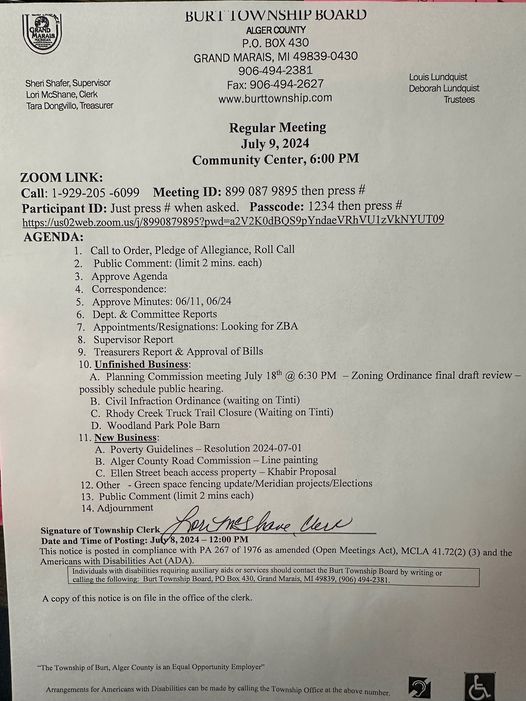 GRAND
MARAIS
BURT TOWNSHIP BOARD
ALGER COUNTY
P.O. BOX 430
GRAND MARAIS, MI 49839-0430
906-494-2381
Fax: 906-494-2627
www.burttownship.com
Sheri Shafer, Supervisor
Lori McShane, Clerk
Tara Dongvillo, Treasurer
Louis Lundquist
Deborah Lundquist
Trustees
Regular Meeting
July 9, 2024
Community Center, 6:00 PM
ZOOM LINK:
Call: 1-929-205 -6099 Meeting ID: 899 087 9895 then press #
Participant ID: Just press # when asked. Passcode: 1234 then press #
https://us02web.zoom.us/j/8990879895?pwd=a2V2K0dBQS9pYndaeVRhVU1zVkNYUT09
AGENDA:
1. Call to Order, Pledge of Allegiance, Roll Call
2. Public Comment: (limit 2 mins. each)
3. Approve Agenda
4. Correspondence:
5. Approve Minutes: 06/11, 06/24
6. Dept. & Committee Reports
7. Appointments/Resignations: Looking for ZBA
8. Supervisor Report
9. Treasurers Report & Approval of Bills
10. Unfinished Business:
A. Planning Commission meeting July 18th @ 6:30 PM – Zoning Ordinance final draft review –
possibly schedule public hearing.
B. Civil Infraction Ordinance (waiting on Tinti)
C. Rhody Creek Truck Trail Closure (Waiting on Tinti)
D. Woodland Park Pole Barn
11. New Business:
A. Poverty Guidelines – Resolution 2024-07-01
B. Alger County Road Commission – Line painting
C. Ellen Street beach access property – Khabir Proposal
12. Other - Green space fencing update/Meridian projects/Elections
13. Public Comment (limit 2 mins each)
14. Adjournment
Signature of Township Clerk Lori McShane, Clerk
Date and Time of Posting: July 8, 2024 – 12:00 PM
This notice is posted in compliance with PA 267 of 1976 as amended (Open Meetings Act), MCLA 41.72(2) (3) and the
Americans with Disabilities Act (ADA).
Individuals with disabilities requiring auxiliary aids or services should contact the Burt Township Board by writing or
calling the following: Burt Township Board, PO Box 430, Grand Marais, MI 49839, (906) 494-2381.
A copy of this notice is on file in the office of the clerk.
"The Township of Burt, Alger County is an Equal Opportunity Employer"
Arrangements for Americans with Disabilities can be made by calling the Township Office at the above number.